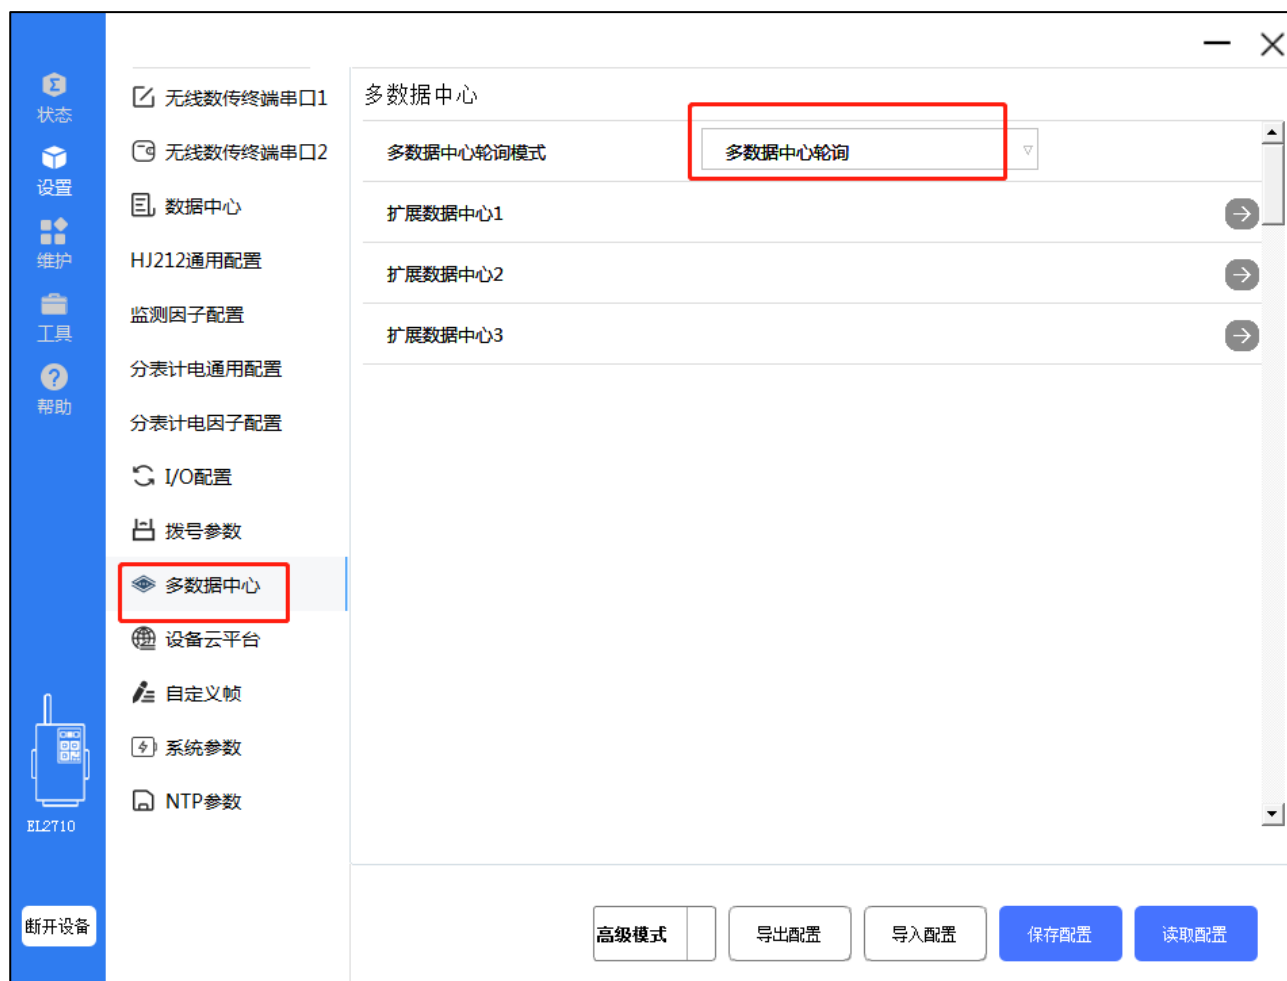 状态
设置
维护
工具
帮助
EL2710
断开设备
无线数传终端串口1
无线数传终端串口2
数据中心
HJ212通用配置
监测因子配置
分表计电通用配置
分表计电因子配置
I/O配置
拨号参数
多数据中心
设备云平台
自定义帧
系统参数
NTP参数
多数据中心
多数据中心轮询模式 多数据中心轮询
扩展数据中心1
扩展数据中心2
扩展数据中心3
高级模式 导出配置 导入配置 保存配置 读取配置